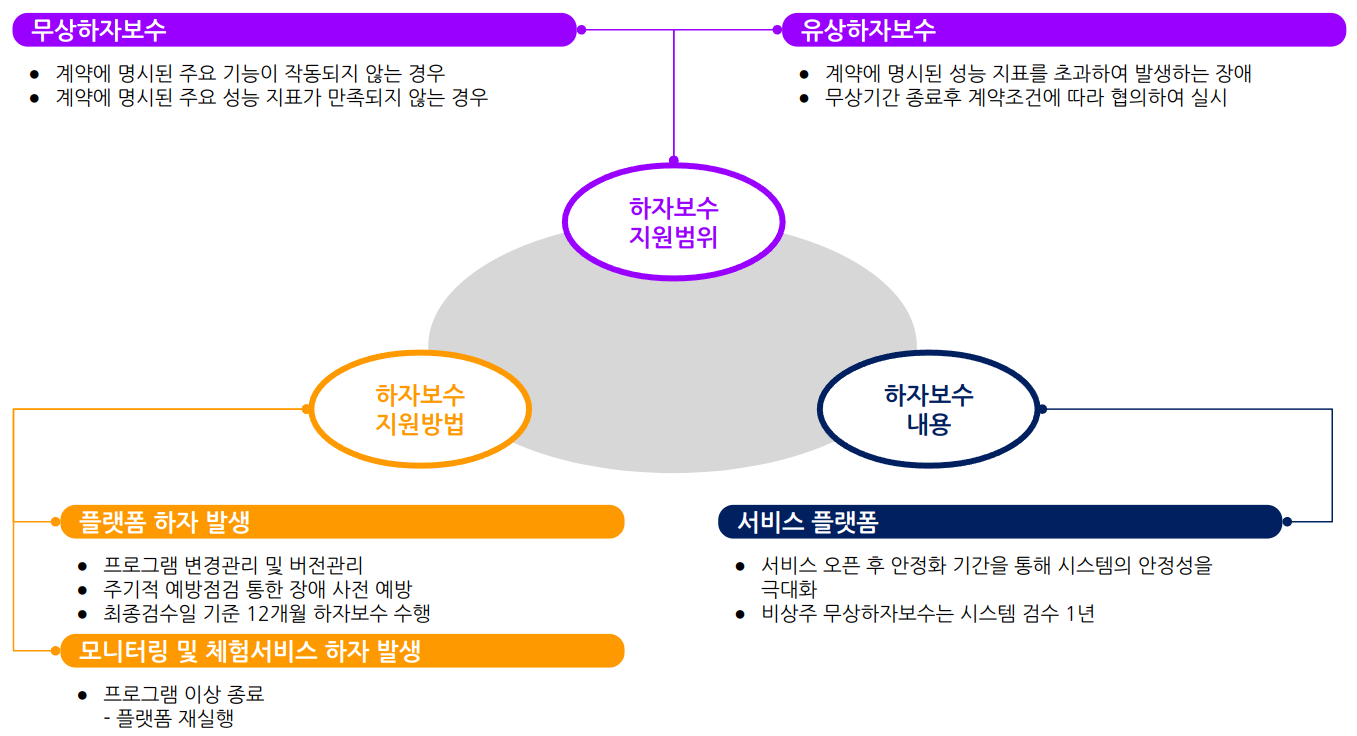 무상하자보수
● 계약에 명시된 주요 기능이 작동되지 않는 경우
● 계약에 명시된 주요 성능 지표가 만족되지 않는 경우
유상하자보수
● 계약에 명시된 성능 지표를 초과하여 발생하는 장애
● 무상기간 종료후 계약조건에 따라 협의하여 실시
하자보수
지원범위
하자보수
지원방법
하자보수
내용
플랫폼 하자 발생
● 프로그램 변경관리 및 버전관리
● 주기적 예방점검 통한 장애 사전 예방
● 최종검수일 기준 12개월 하자보수 수행
모니터링 및 체험서비스 하자 발생
● 프로그램 이상 종료
- 플랫폼 재실행
서비스 플랫폼
● 서비스 오픈 후 안정화 기간을 통해 시스템의 안정성을
극대화
● 비상주 무상하자보수는 시스템 검수 1년